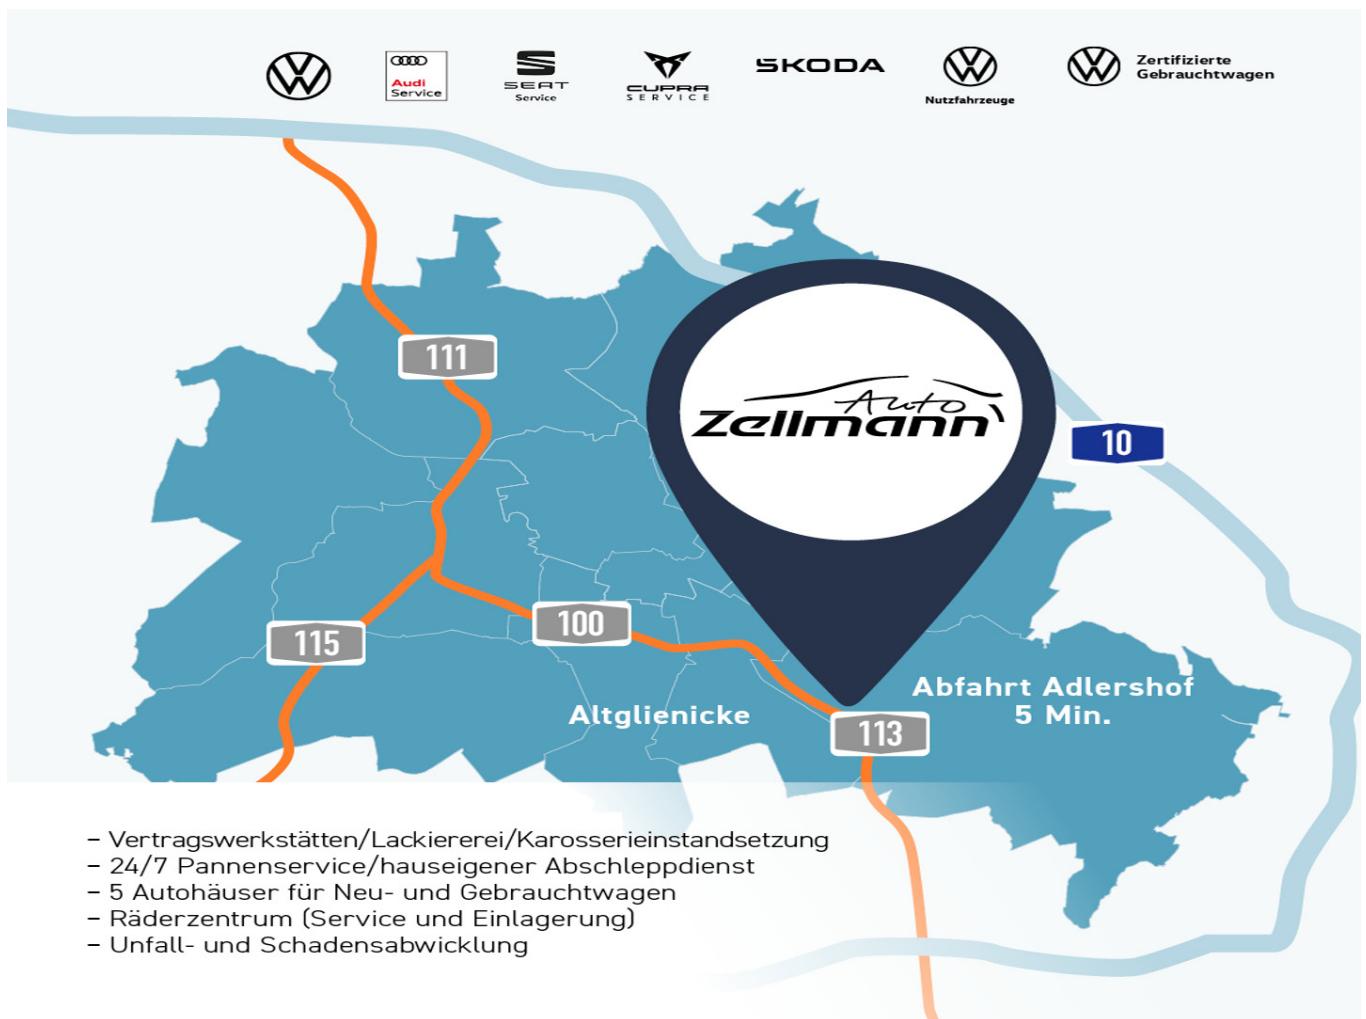 Audi
Service
SEAT
Service
CUPRA
SERVICE
ŠKODA
Nutzfahrzeuge
Zertifizierte
Gebrauchtwagen
111
Auto
Zellmann
10
115
100
Abfahrt Adlershof
5 Min.
Altglienicke
113
– Vertragswerkstätten/Lackiererei/Karosserieinstandsetzung
– 24/7 Pannenservice/hauseigener Abschleppdienst
– 5 Autohäuser für Neu- und Gebrauchtwagen
– Räderzentrum (Service und Einlagerung)
– Unfall- und Schadensabwicklung